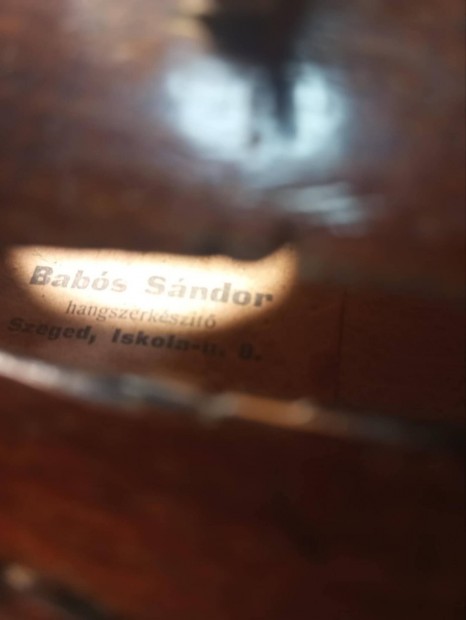 Babós Sándor
hangszerkészítő
Szeged, Iskola-u. 8.